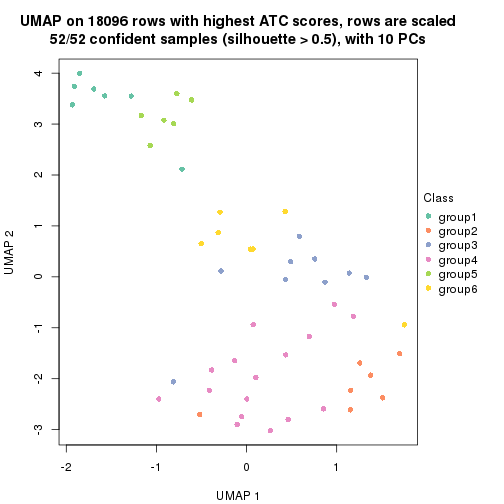 UMAP on 18096 rows with highest ATC scores, rows are scaled
52/52 confident samples (silhouette > 0.5), with 10 PCs
4
3
2
1
0
-1
-2
-3
UMAP 2
-2
-1
0
1
UMAP 1
Class
group1
group2
group3
group4
group5
group6